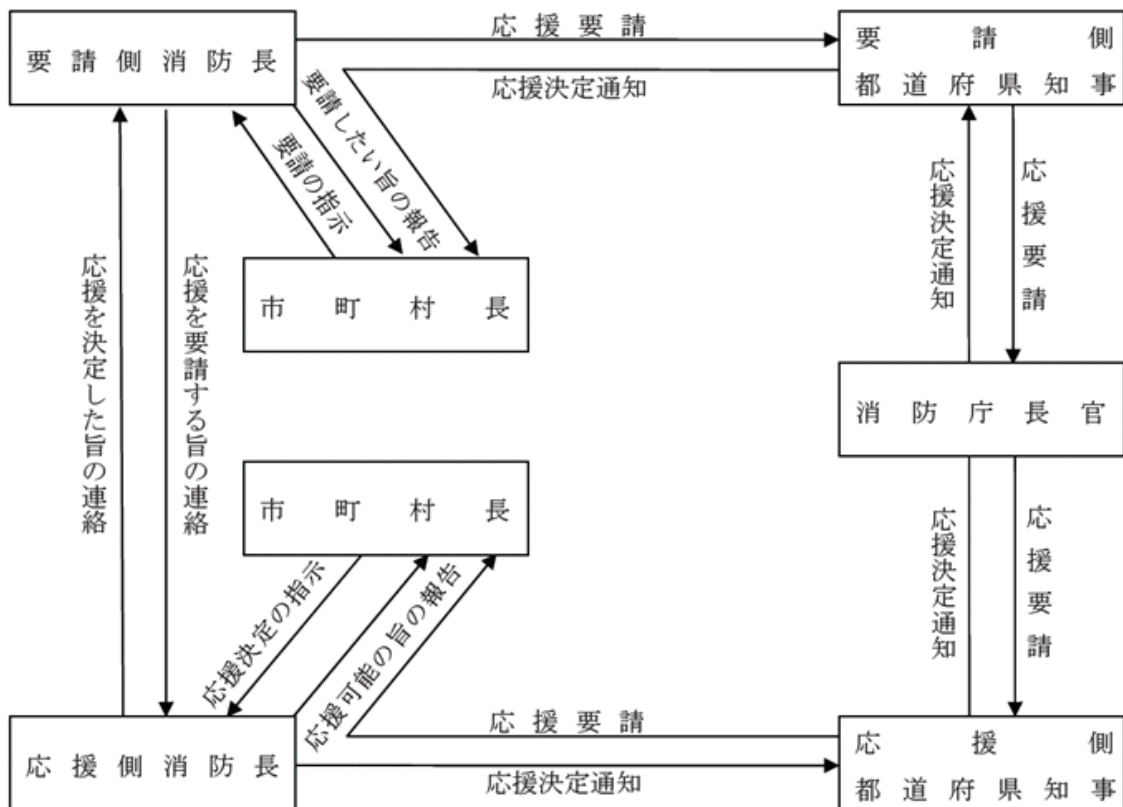 応援要請
要請側消防長
要請側
都道府県知事
応援決定通知
要請したい旨の報告
要請の指示
応援決定通知
応援要請
市町村長
応援を決定した旨の連絡
応援を要請する旨の連絡
消防庁長官
市町村長
応援決定の指示
応援可能の旨の報告
応援決定通知
応援要請
応援要請
応援側消防長
応援側
都道府県知事
応援決定通知